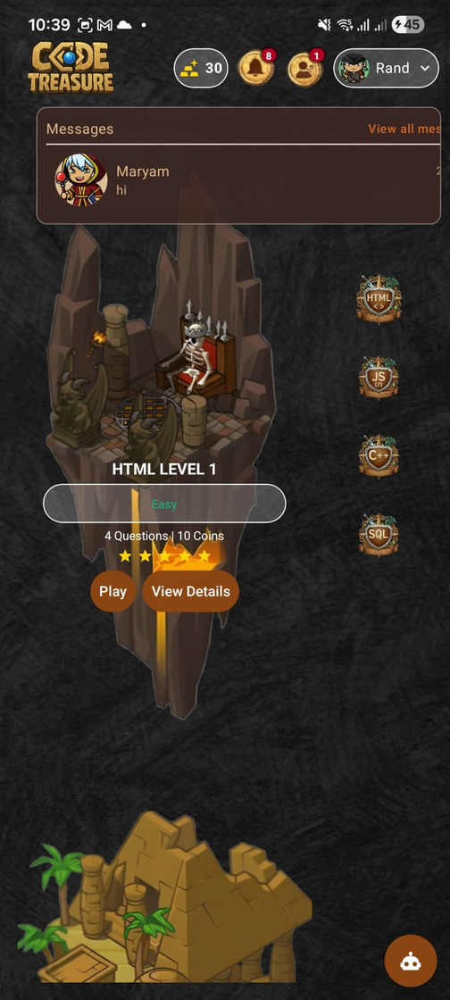 10:39
45
CODE
TREASURE
30
8
1
Rand
Messages
View all mes
Maryam
2
hi
HTML
< >
JS
C++
SQL
HTML LEVEL 1
Easy
4 Questions | 10 Coins
Play
View Details